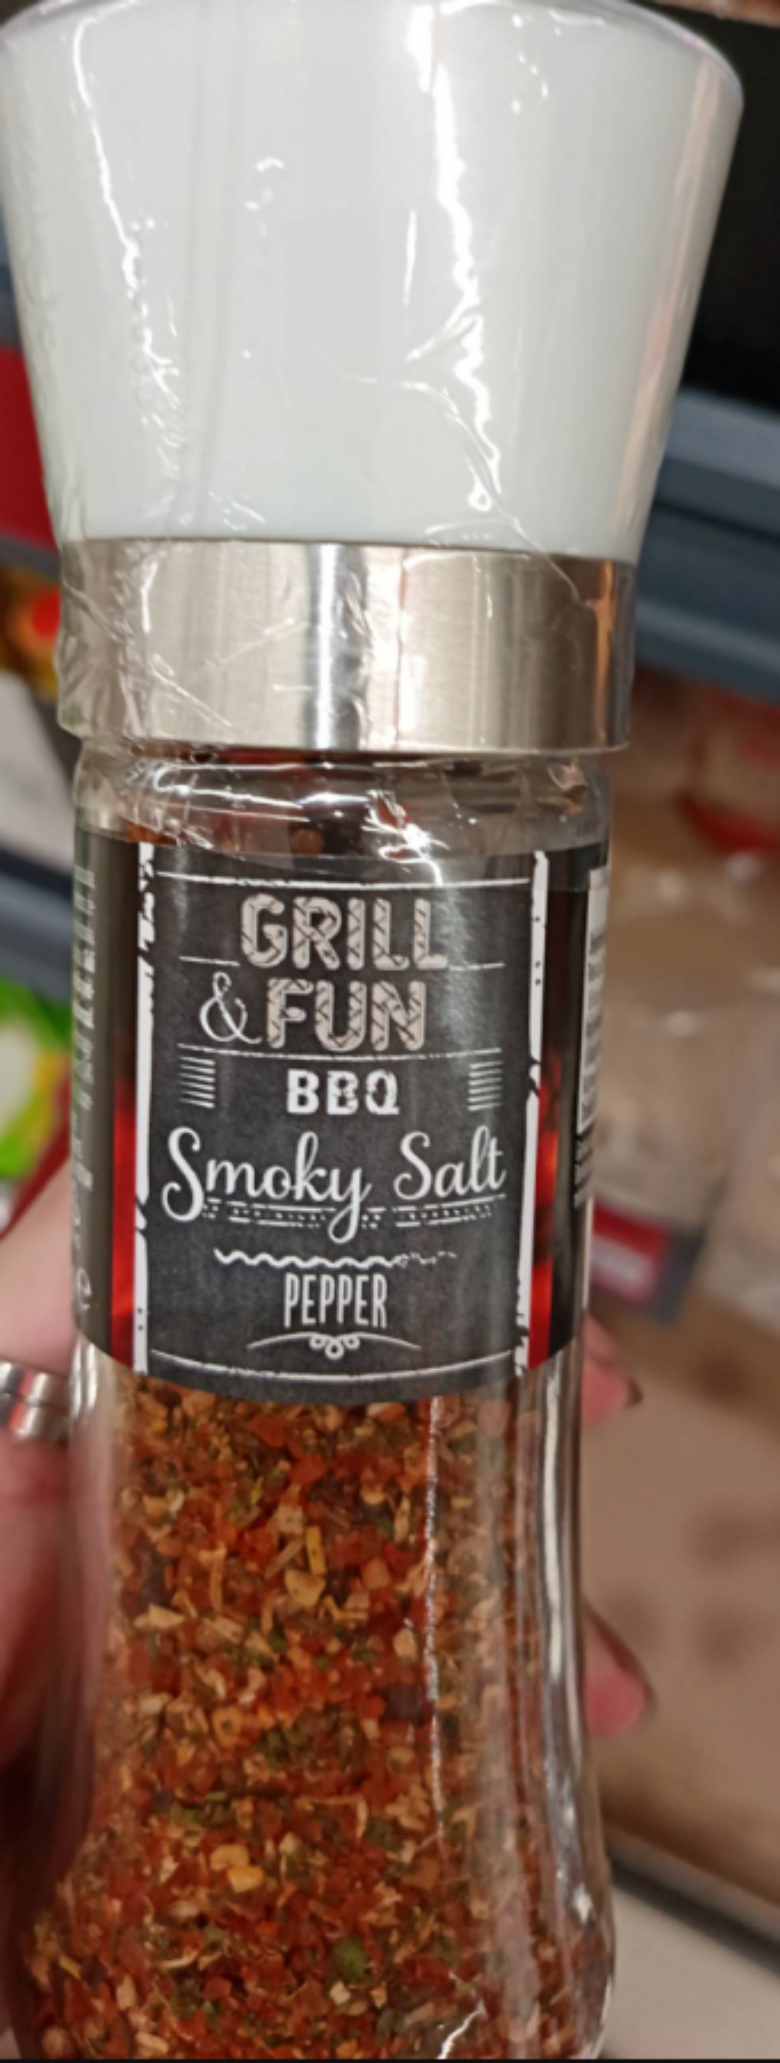 GRILL
& FUN
BBQ
Smoky Salt
PEPPER